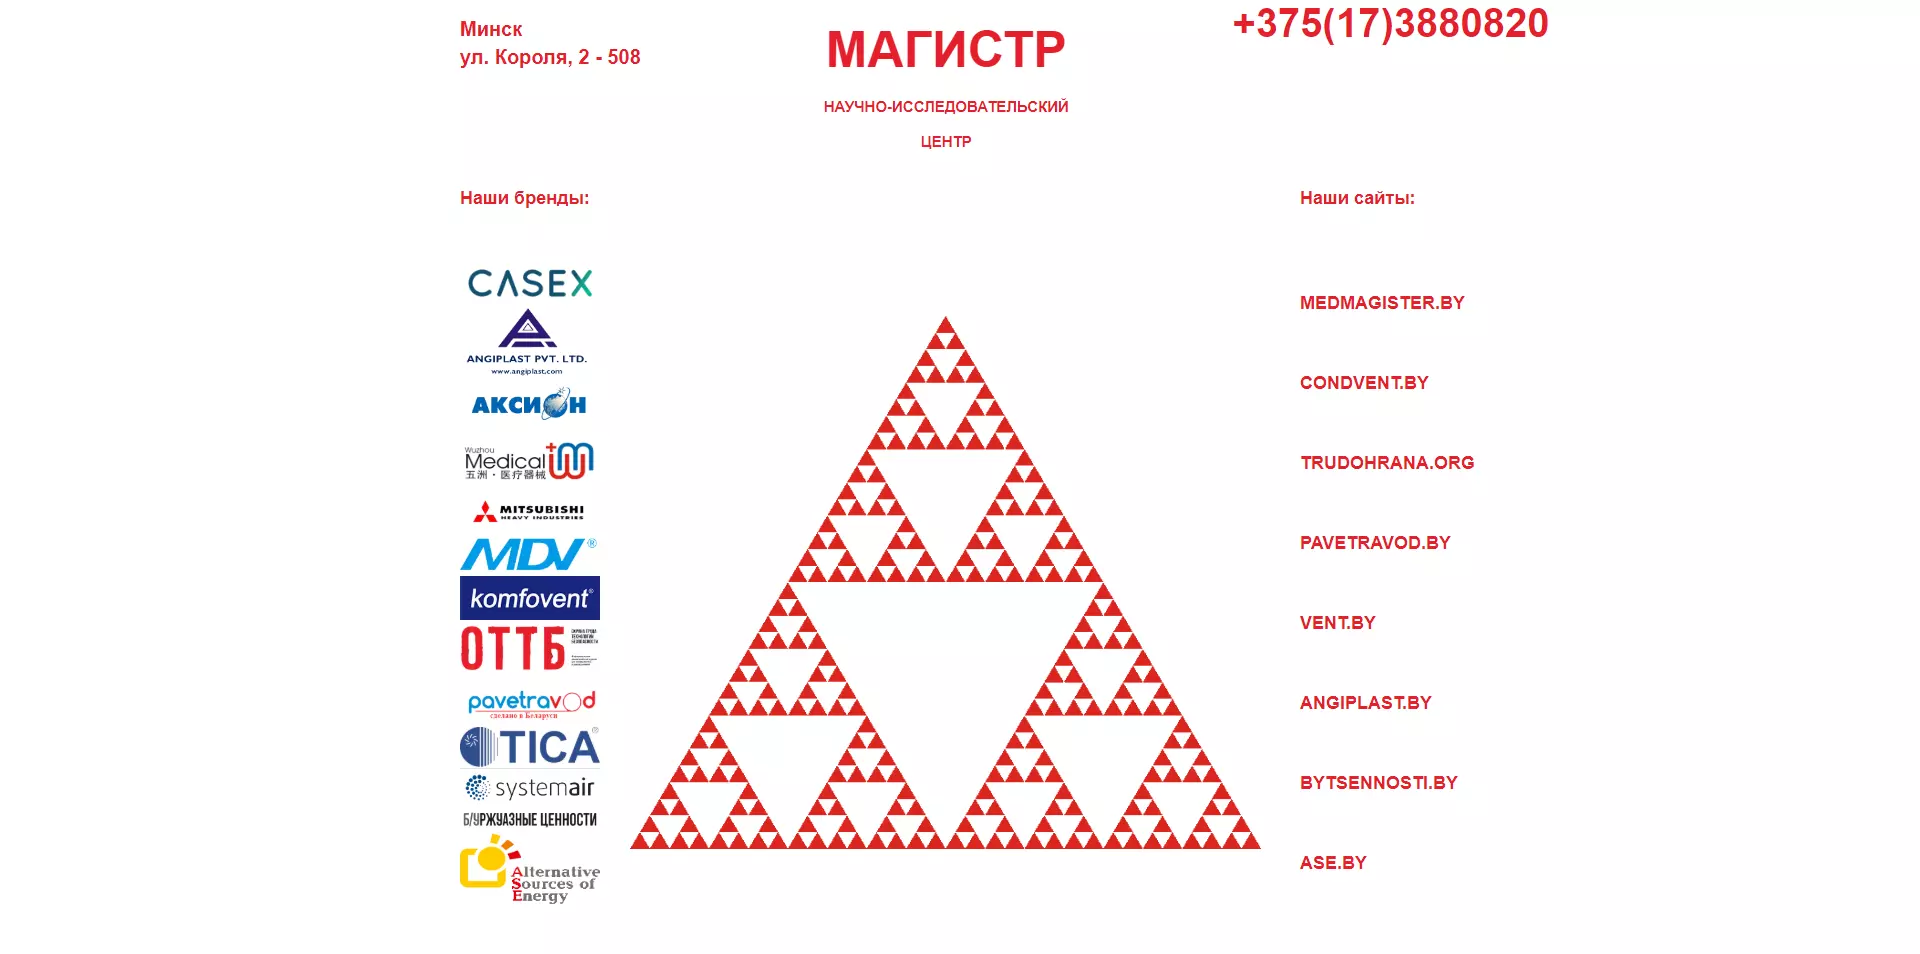 Минск
ул. Короля, 2 - 508
МАГИСТР
НАУЧНО-ИССЛЕДОВАТЕЛЬСКИЙ
ЦЕНТР
+375(17)3880820
Наши бренды:
CASEX
ANGIPLAST PVT. LTD.
www.angiplast.com
АКСИОН
Wuzhou
Medical
五洲·医疗器械
MITSUBISHI
HEAVY INDUSTRIES
MDV®
komfovent®
ОТТБ
pavetravod
сделано в Беларуси
TICA®
systemair
Б/УРЖУАЗНЫЕ ЦЕННОСТИ
Alternative
Sources of
Energy
Наши сайты:
MEDMAGISTER.BY
CONDVENT.BY
TRUDOHRANA.ORG
PAVETRAVOD.BY
VENT.BY
ANGIPLAST.BY
BYTSENNOSTI.BY
ASE.BY